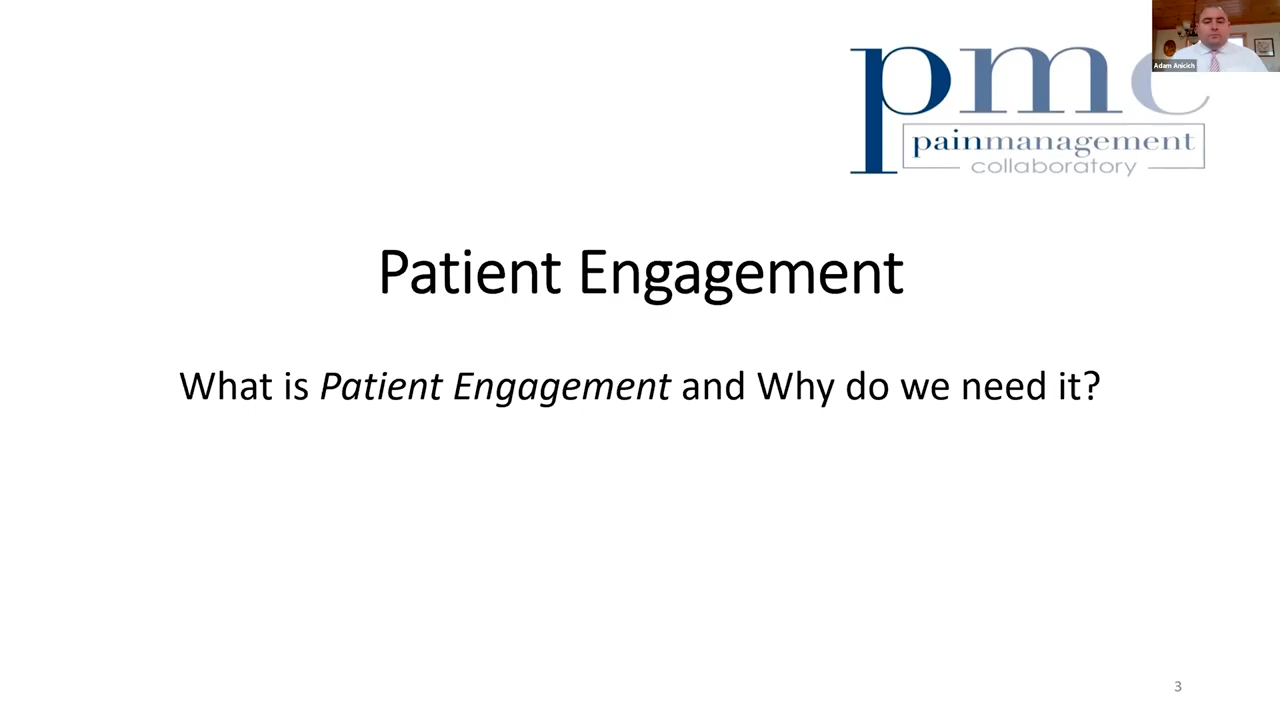 Adam Anicich
pmc
painmanagement
collaboratory
Patient Engagement
What is Patient Engagement and Why do we need it?
3